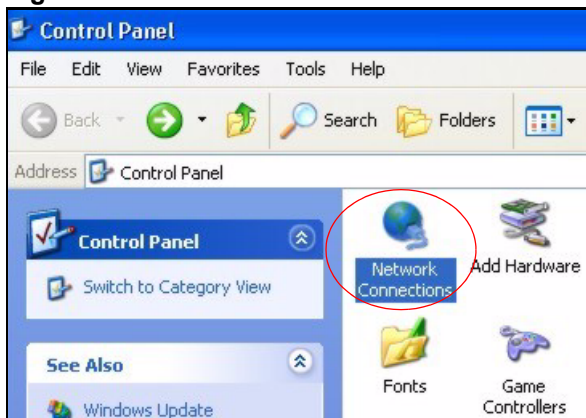 Control Panel
File Edit View Favorites Tools Help
Back Search Folders
Address Control Panel
Control Panel
Switch to Category View
See Also
Windows Update
Network
Connections
Add Hardware
Fonts
Game
Controllers